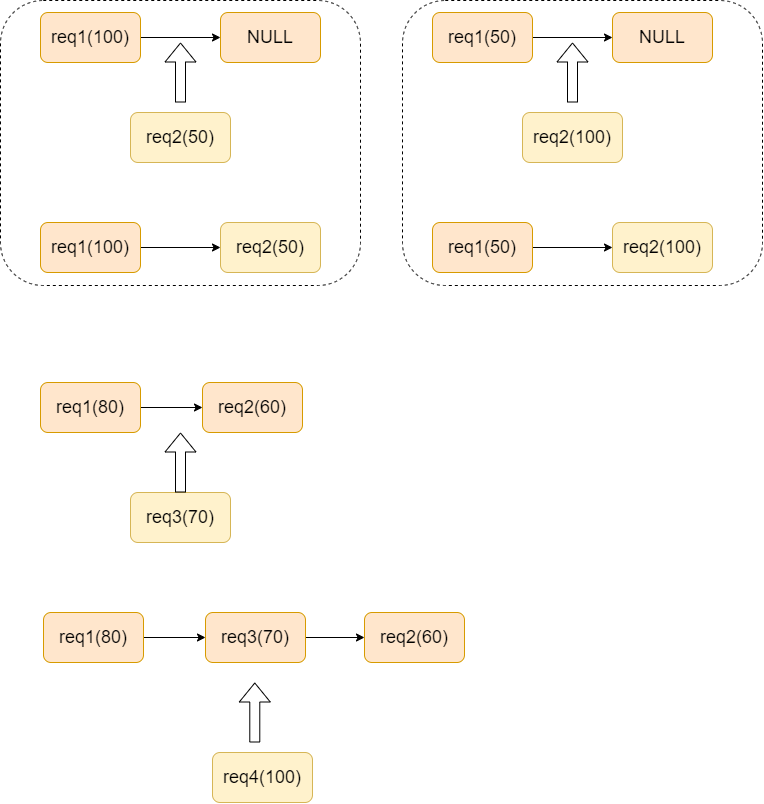 req1(100)
NULL
req2(50)
req1(100)
req2(50)
req1(50)
NULL
req2(100)
req1(50)
req2(100)
req1(80)
req2(60)
req3(70)
req1(80)
req3(70)
req2(60)
req4(100)